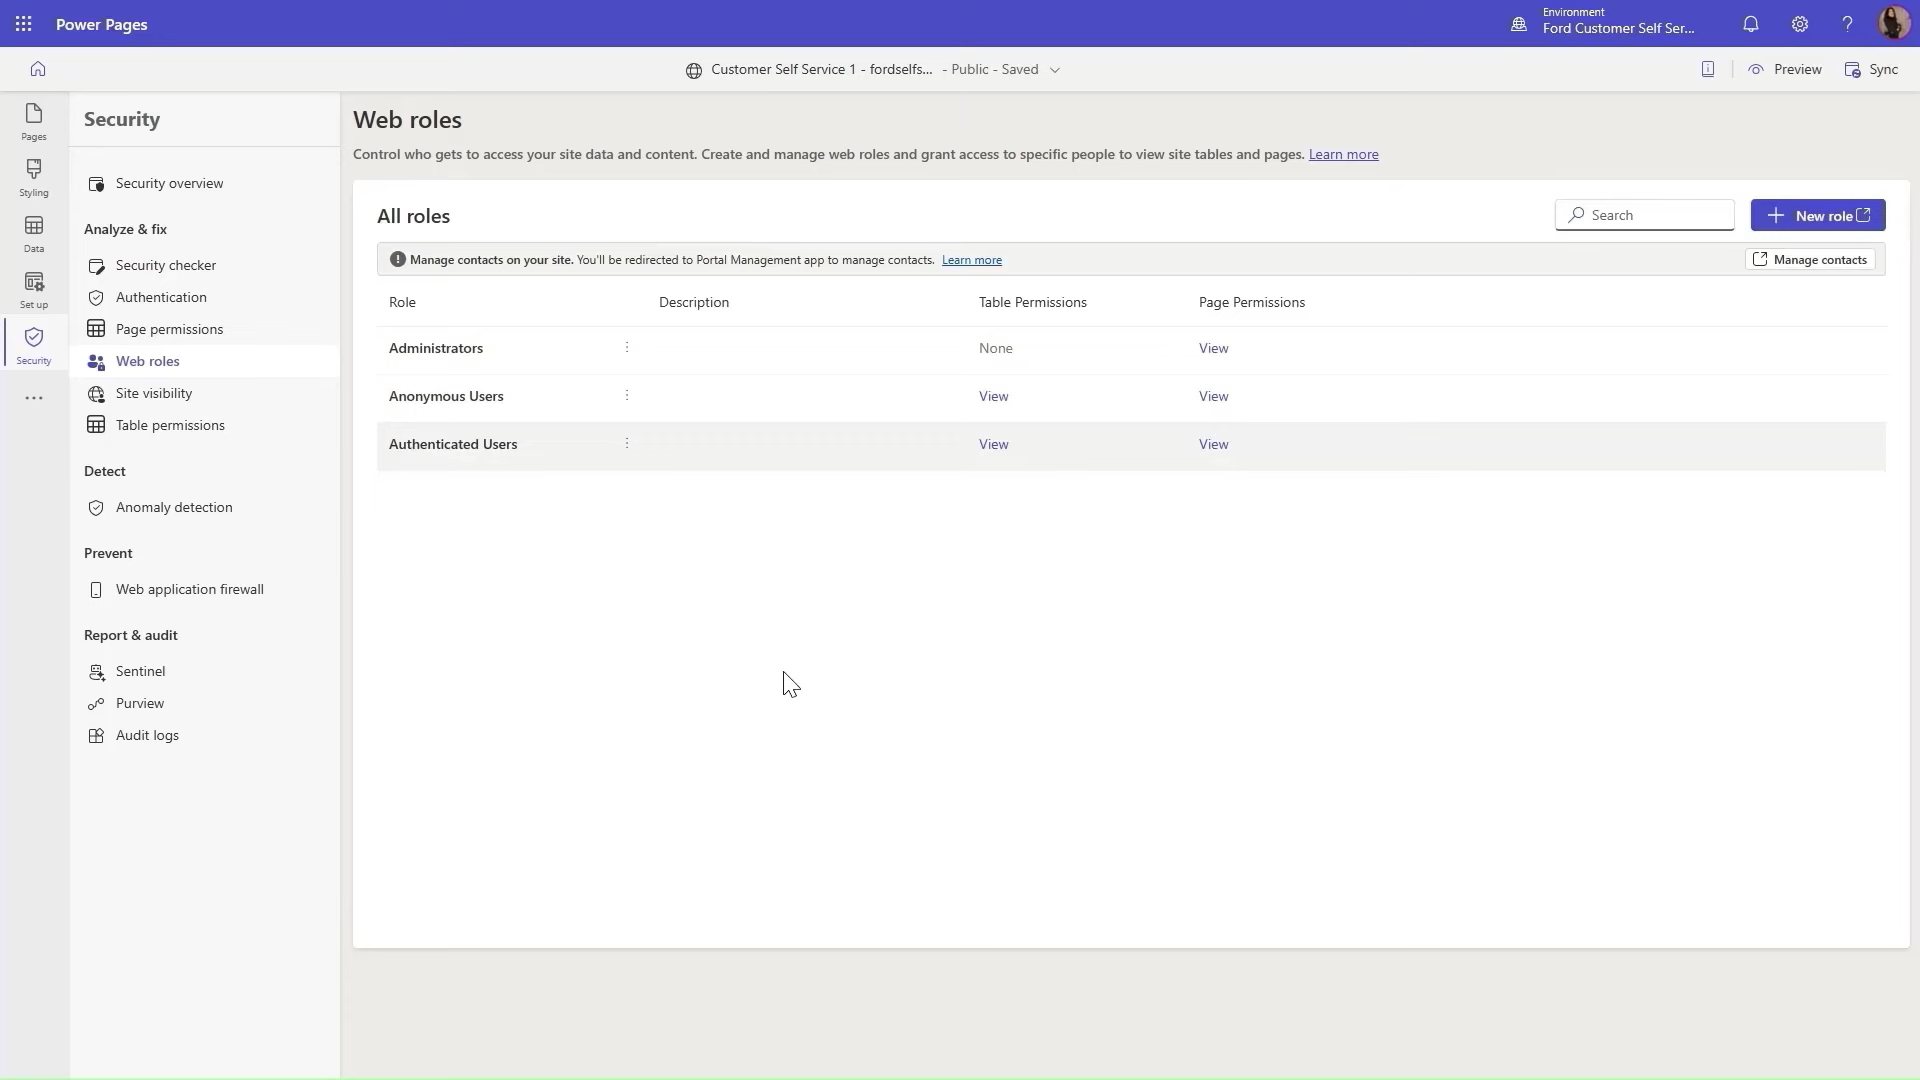 Power Pages
Environment
Ford Customer Self Ser...
Customer Self Service 1 - fordselfs... - Public - Saved
Preview
Sync
Pages
Styling
Data
Set up
Security
Security
Security overview
Analyze & fix
Security checker
Authentication
Page permissions
Web roles
Site visibility
Table permissions
Detect
Anomaly detection
Prevent
Web application firewall
Report & audit
Sentinel
Purview
Audit logs
Web roles
Control who gets to access your site data and content. Create and manage web roles and grant access to specific people to view site tables and pages. Learn more
All roles
Search
New role
Manage contacts on your site. You'll be redirected to Portal Management app to manage contacts. Learn more
Manage contacts
Role Description Table Permissions Page Permissions
Administrators None View
Anonymous Users View View
Authenticated Users View View